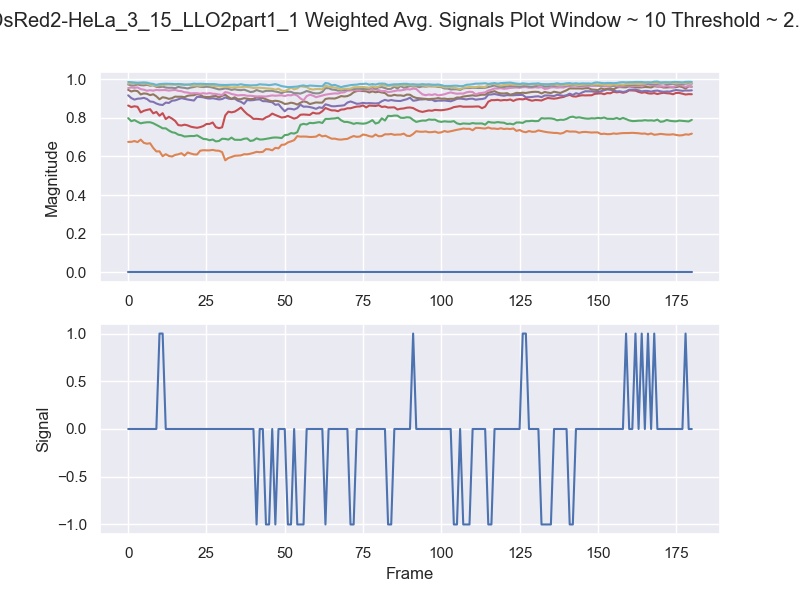 DsRed2-HeLa_3_15_LLO2part1_1 Weighted Avg. Signals Plot Window ~ 10 Threshold ~ 2.
1.0
0.8
0.6
0.4
0.2
0.0
Magnitude
0 25 50 75 100 125 150 175
1.0
0.5
0.0
−0.5
−1.0
Signal
0 25 50 75 100 125 150 175
Frame